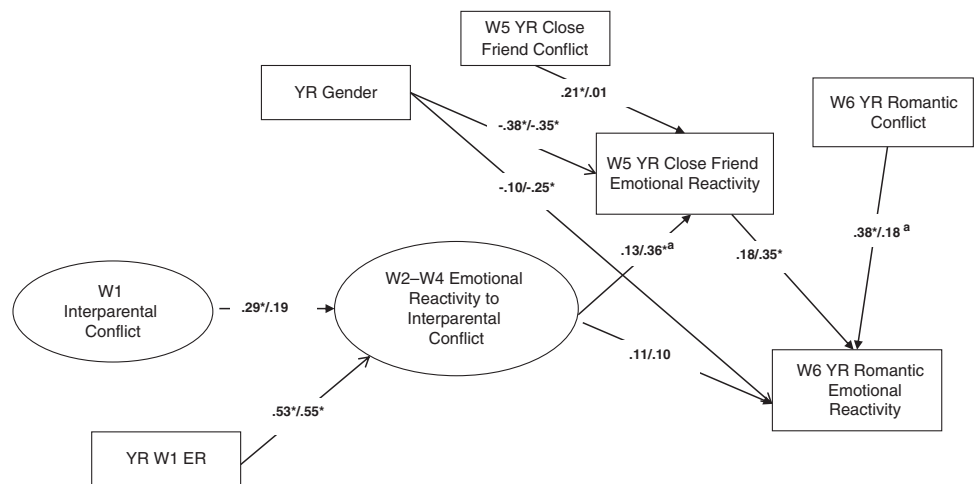 W5 YR Close
Friend Conflict
YR Gender
.21*/.01
W6 YR Romantic
Conflict
-.38*/-.35*
W5 YR Close Friend
Emotional Reactivity
-.10/-.25*
.38*/.18 a
.13/.36*a
.18/.35*
W2–W4 Emotional
Reactivity to
Interparental
Conflict
W1
Interparental
Conflict
.29*/.19
.11/.10
W6 YR Romantic
Emotional
Reactivity
.53*/.55*
YR W1 ER